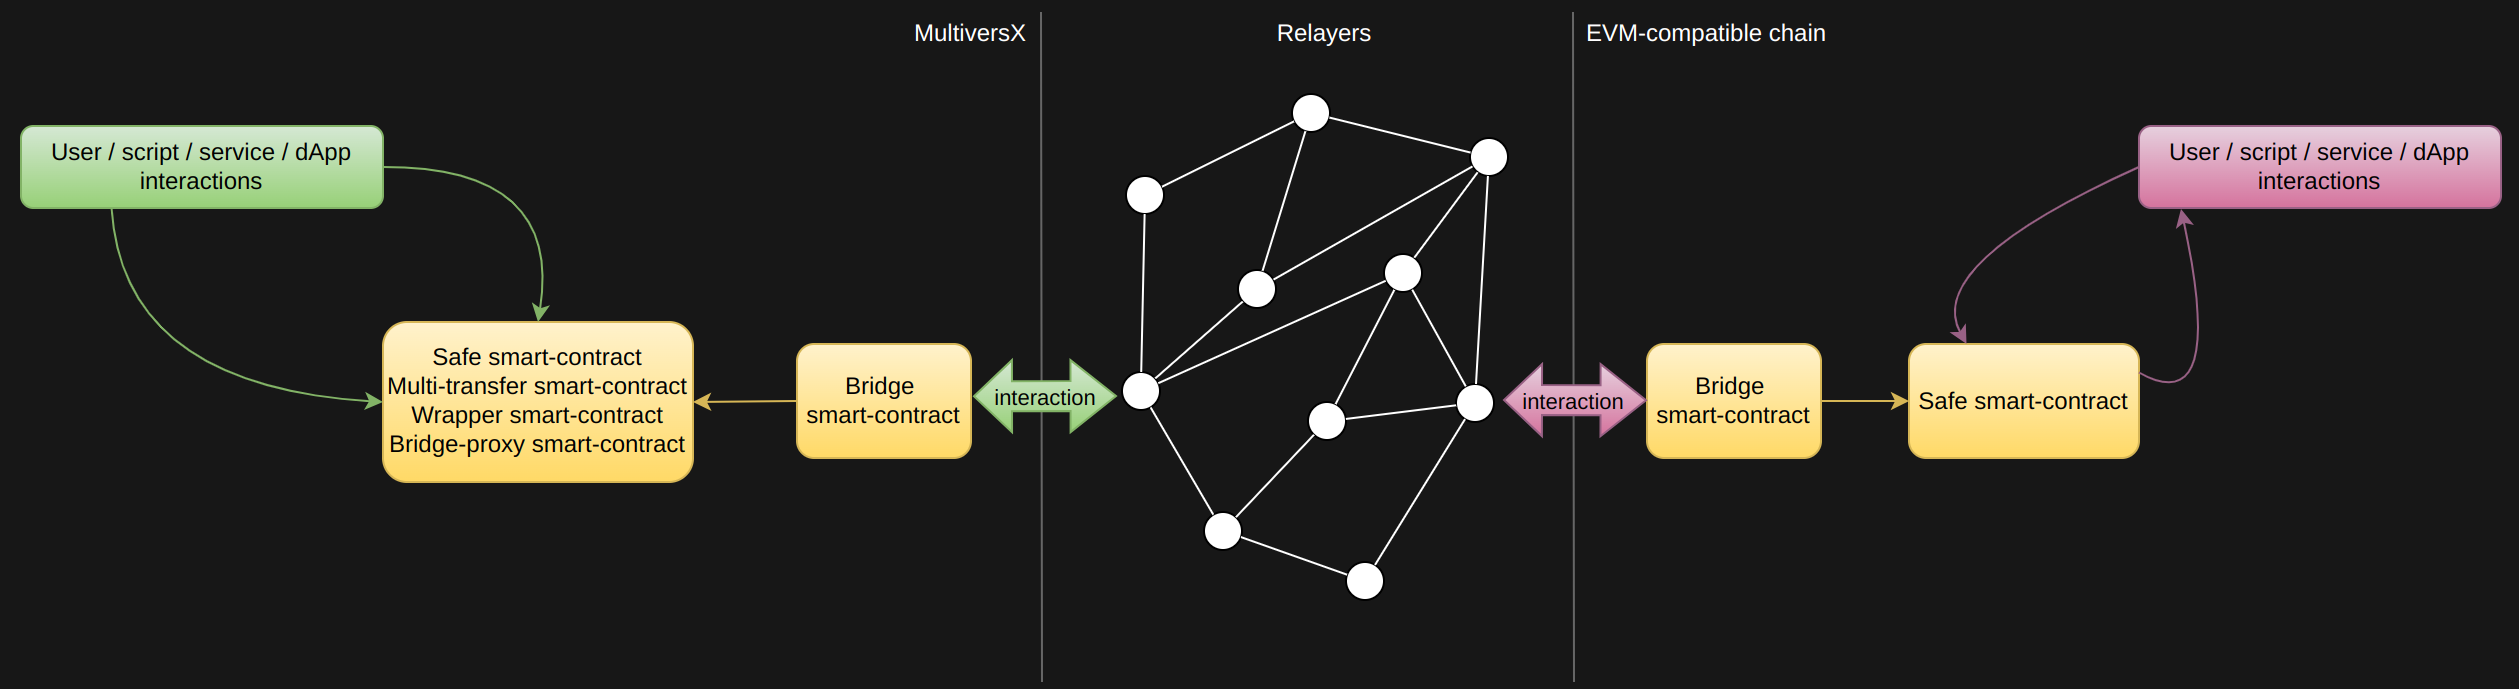 MultiversX
Relayers
EVM-compatible chain
User / script / service / dApp
interactions
User / script / service / dApp
interactions
Safe smart-contract
Multi-transfer smart-contract
Wrapper smart-contract
Bridge-proxy smart-contract
Bridge
smart-contract
interaction
interaction
Bridge
smart-contract
Safe smart-contract